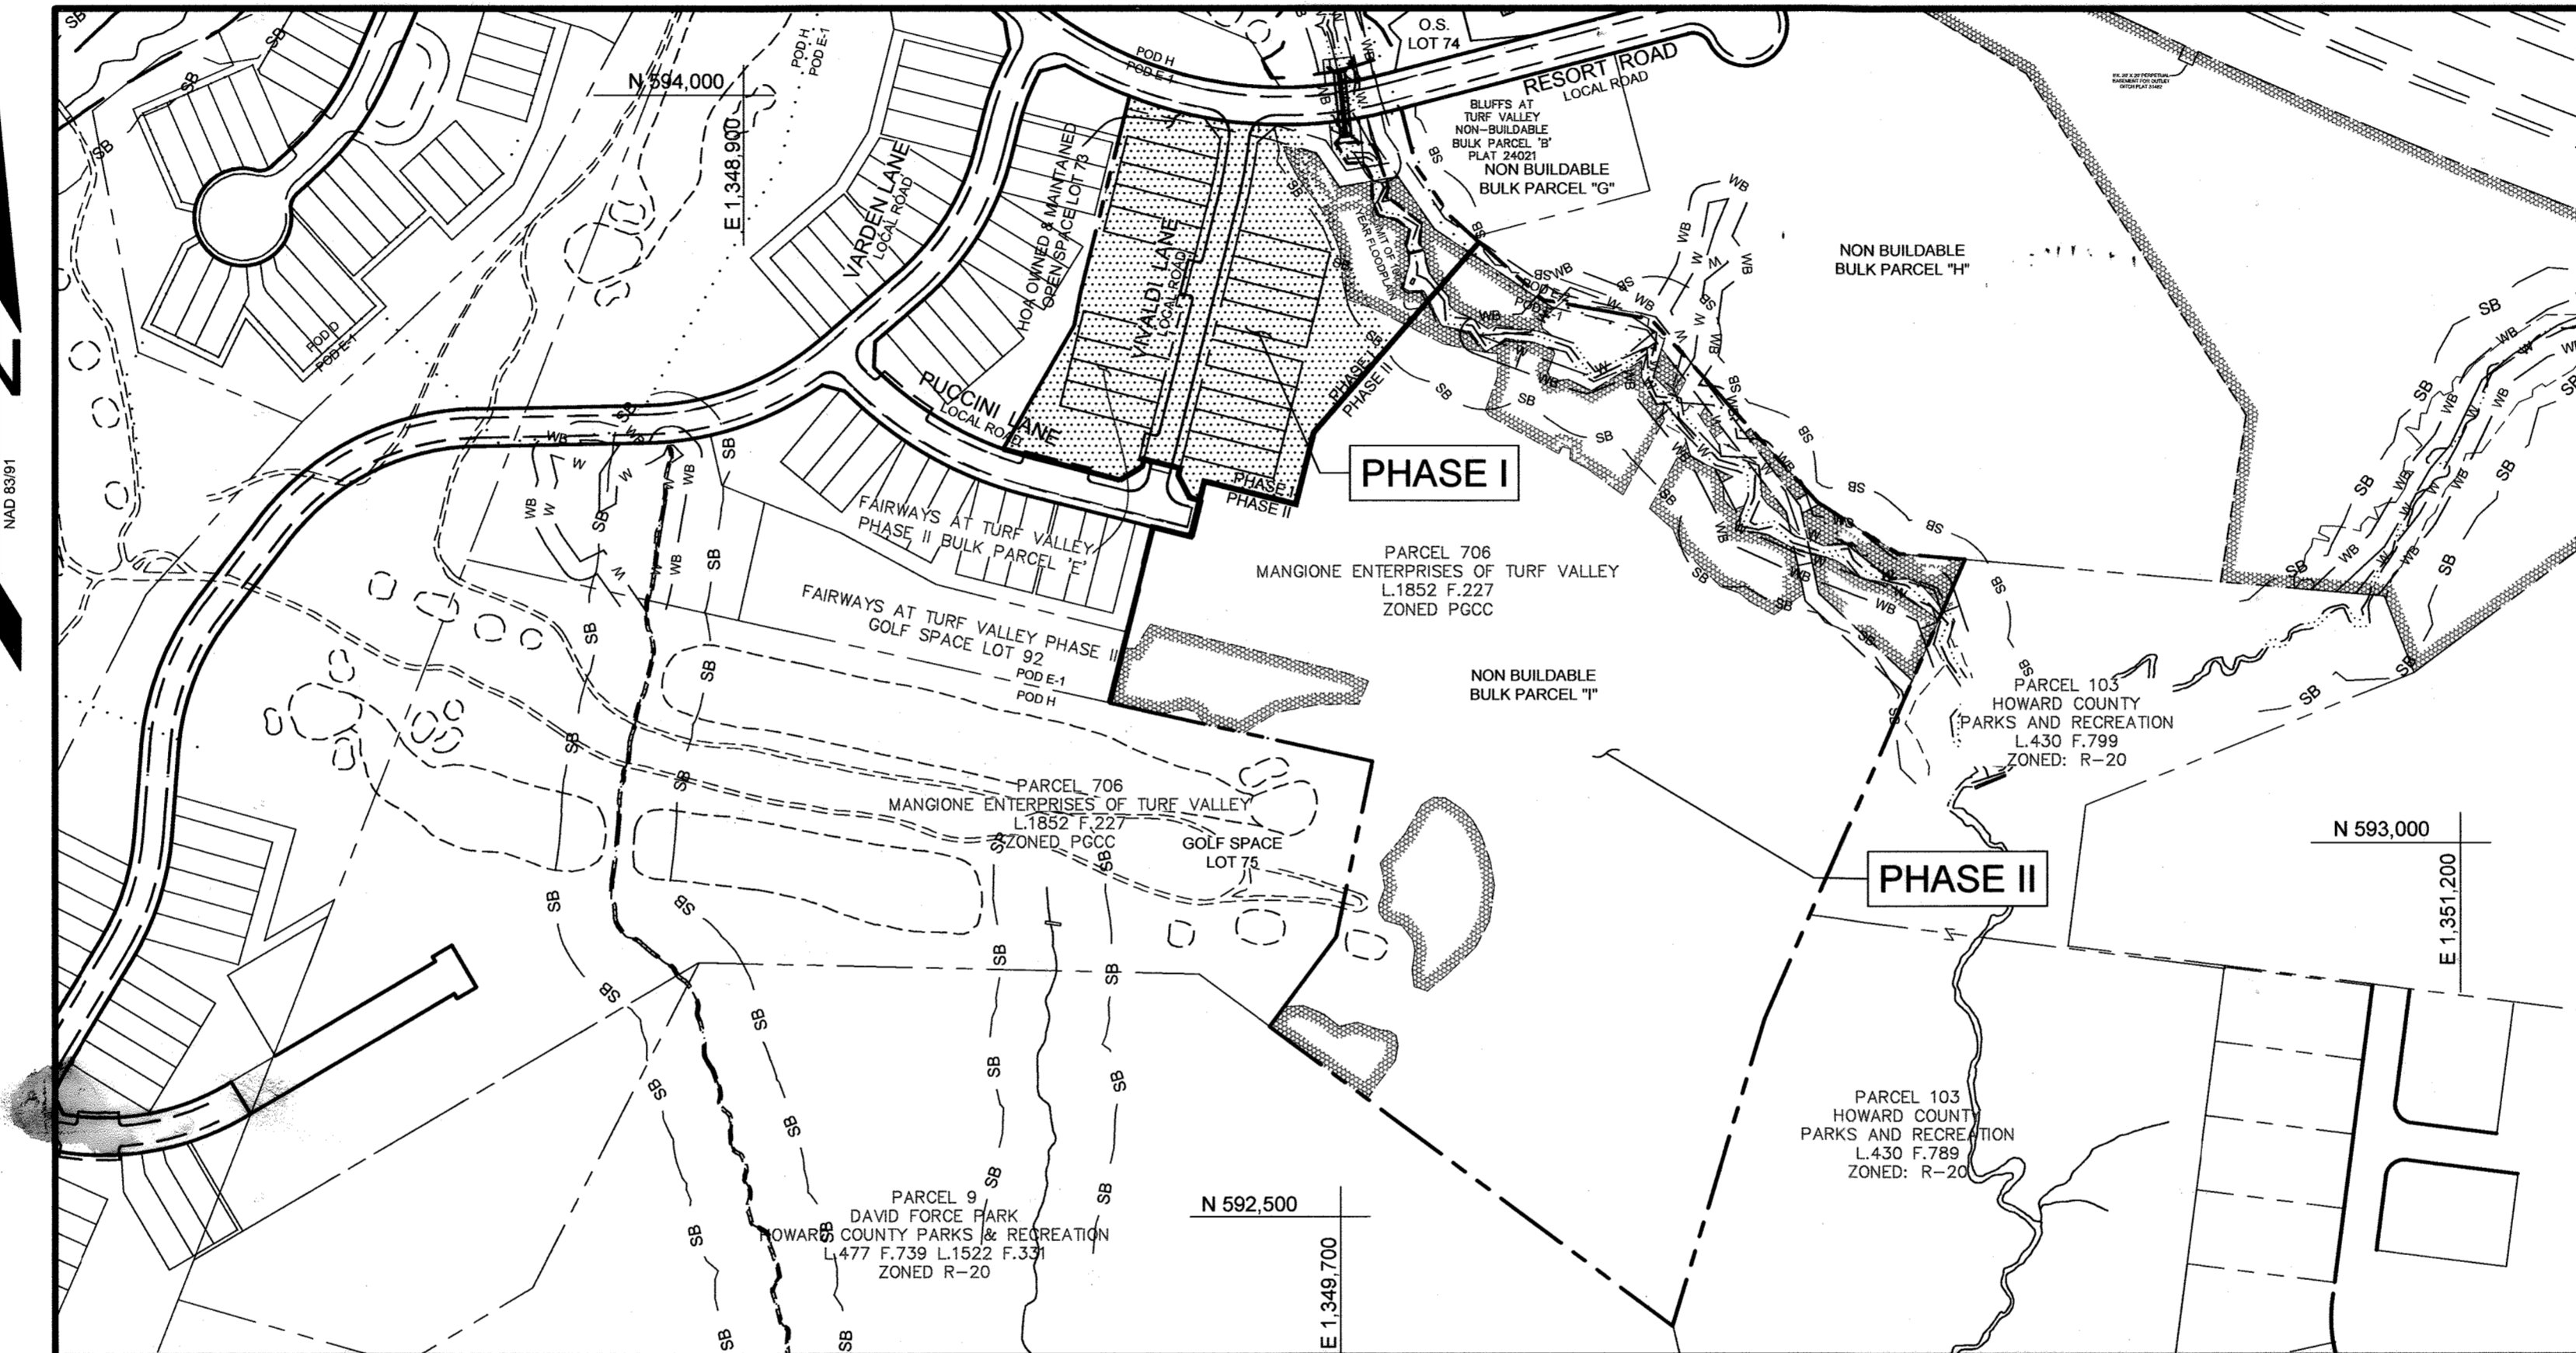 N
NAD 83/91
N 594,000
E 1,348,900
POD H
POD E-1
POD H
POD E-1
O.S.
LOT 74
RESORT ROAD
LOCAL ROAD
BLUFFS AT
TURF VALLEY
NON-BUILDABLE
BULK PARCEL 'B'
PLAT 24021
NON BUILDABLE
BULK PARCEL "G"
NON BUILDABLE
BULK PARCEL "H"
VARDEN LANE
LOCAL ROAD
HOA OWNED & MAINTAINED
OPEN SPACE LOT 73
VIVALDI LANE
LOCAL ROAD
PUCCINI LANE
LOCAL ROAD
POD D
POD E-1
PHASE I
PHASE II
PHASE I
PHASE II
PHASE I
FAIRWAYS AT TURF VALLEY
PHASE II BULK PARCEL 'E'
FAIRWAYS AT TURF VALLEY PHASE II
GOLF SPACE LOT 92
POD E-1
POD H
PARCEL 706
MANGIONE ENTERPRISES OF TURF VALLEY
L.1852 F.227
ZONED PGCC
NON BUILDABLE
BULK PARCEL "I"
PARCEL 103
HOWARD COUNTY
PARKS AND RECREATION
L.430 F.799
ZONED: R-20
PARCEL 706
MANGIONE ENTERPRISES OF TURF VALLEY
L.1852 F.227
ZONED PGCC
GOLF SPACE
LOT 75
PHASE II
N 593,000
E 1,351,200
PARCEL 103
HOWARD COUNTY
PARKS AND RECREATION
L.430 F.789
ZONED: R-20
PARCEL 9
DAVID FORCE PARK
HOWARD COUNTY PARKS & RECREATION
L.477 F.739 L.1522 F.331
ZONED R-20
N 592,500
E 1,349,700
SB
WB
W